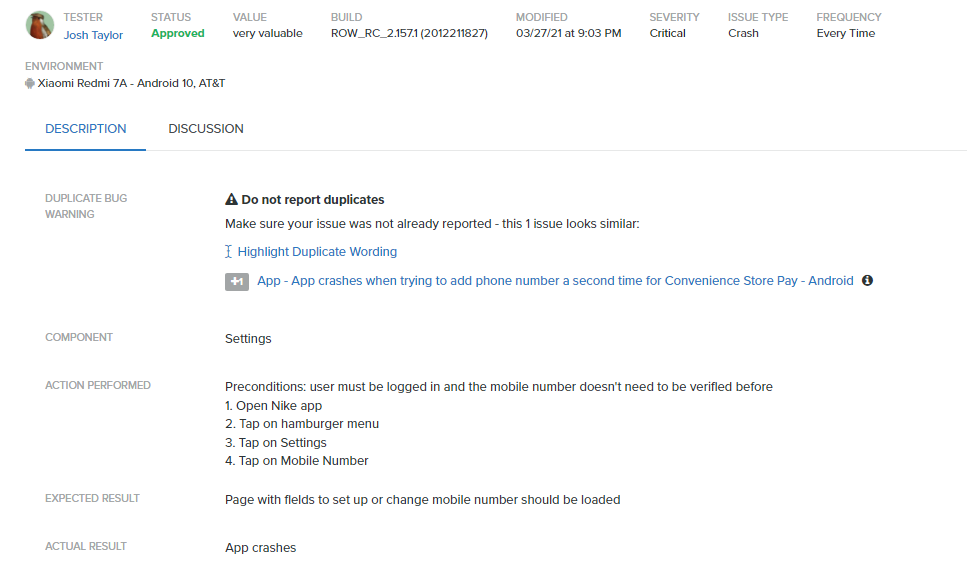 TESTER STATUS VALUE BUILD MODIFIED SEVERITY ISSUE TYPE FREQUENCY
Josh Taylor Approved very valuable ROW_RC_2.157.1 (2012211827) 03/27/21 at 9:03 PM Critical Crash Every Time
ENVIRONMENT
Xiaomi Redmi 7A - Android 10, AT&T
DESCRIPTION DISCUSSION
DUPLICATE BUG WARNING
Do not report duplicates
Make sure your issue was not already reported - this 1 issue looks similar:
Highlight Duplicate Wording
+1 App - App crashes when trying to add phone number a second time for Convenience Store Pay - Android
COMPONENT Settings
ACTION PERFORMED Preconditions: user must be logged in and the mobile number doesn't need to be verified before
1. Open Nike app
2. Tap on hamburger menu
3. Tap on Settings
4. Tap on Mobile Number
EXPECTED RESULT Page with fields to set up or change mobile number should be loaded
ACTUAL RESULT App crashes